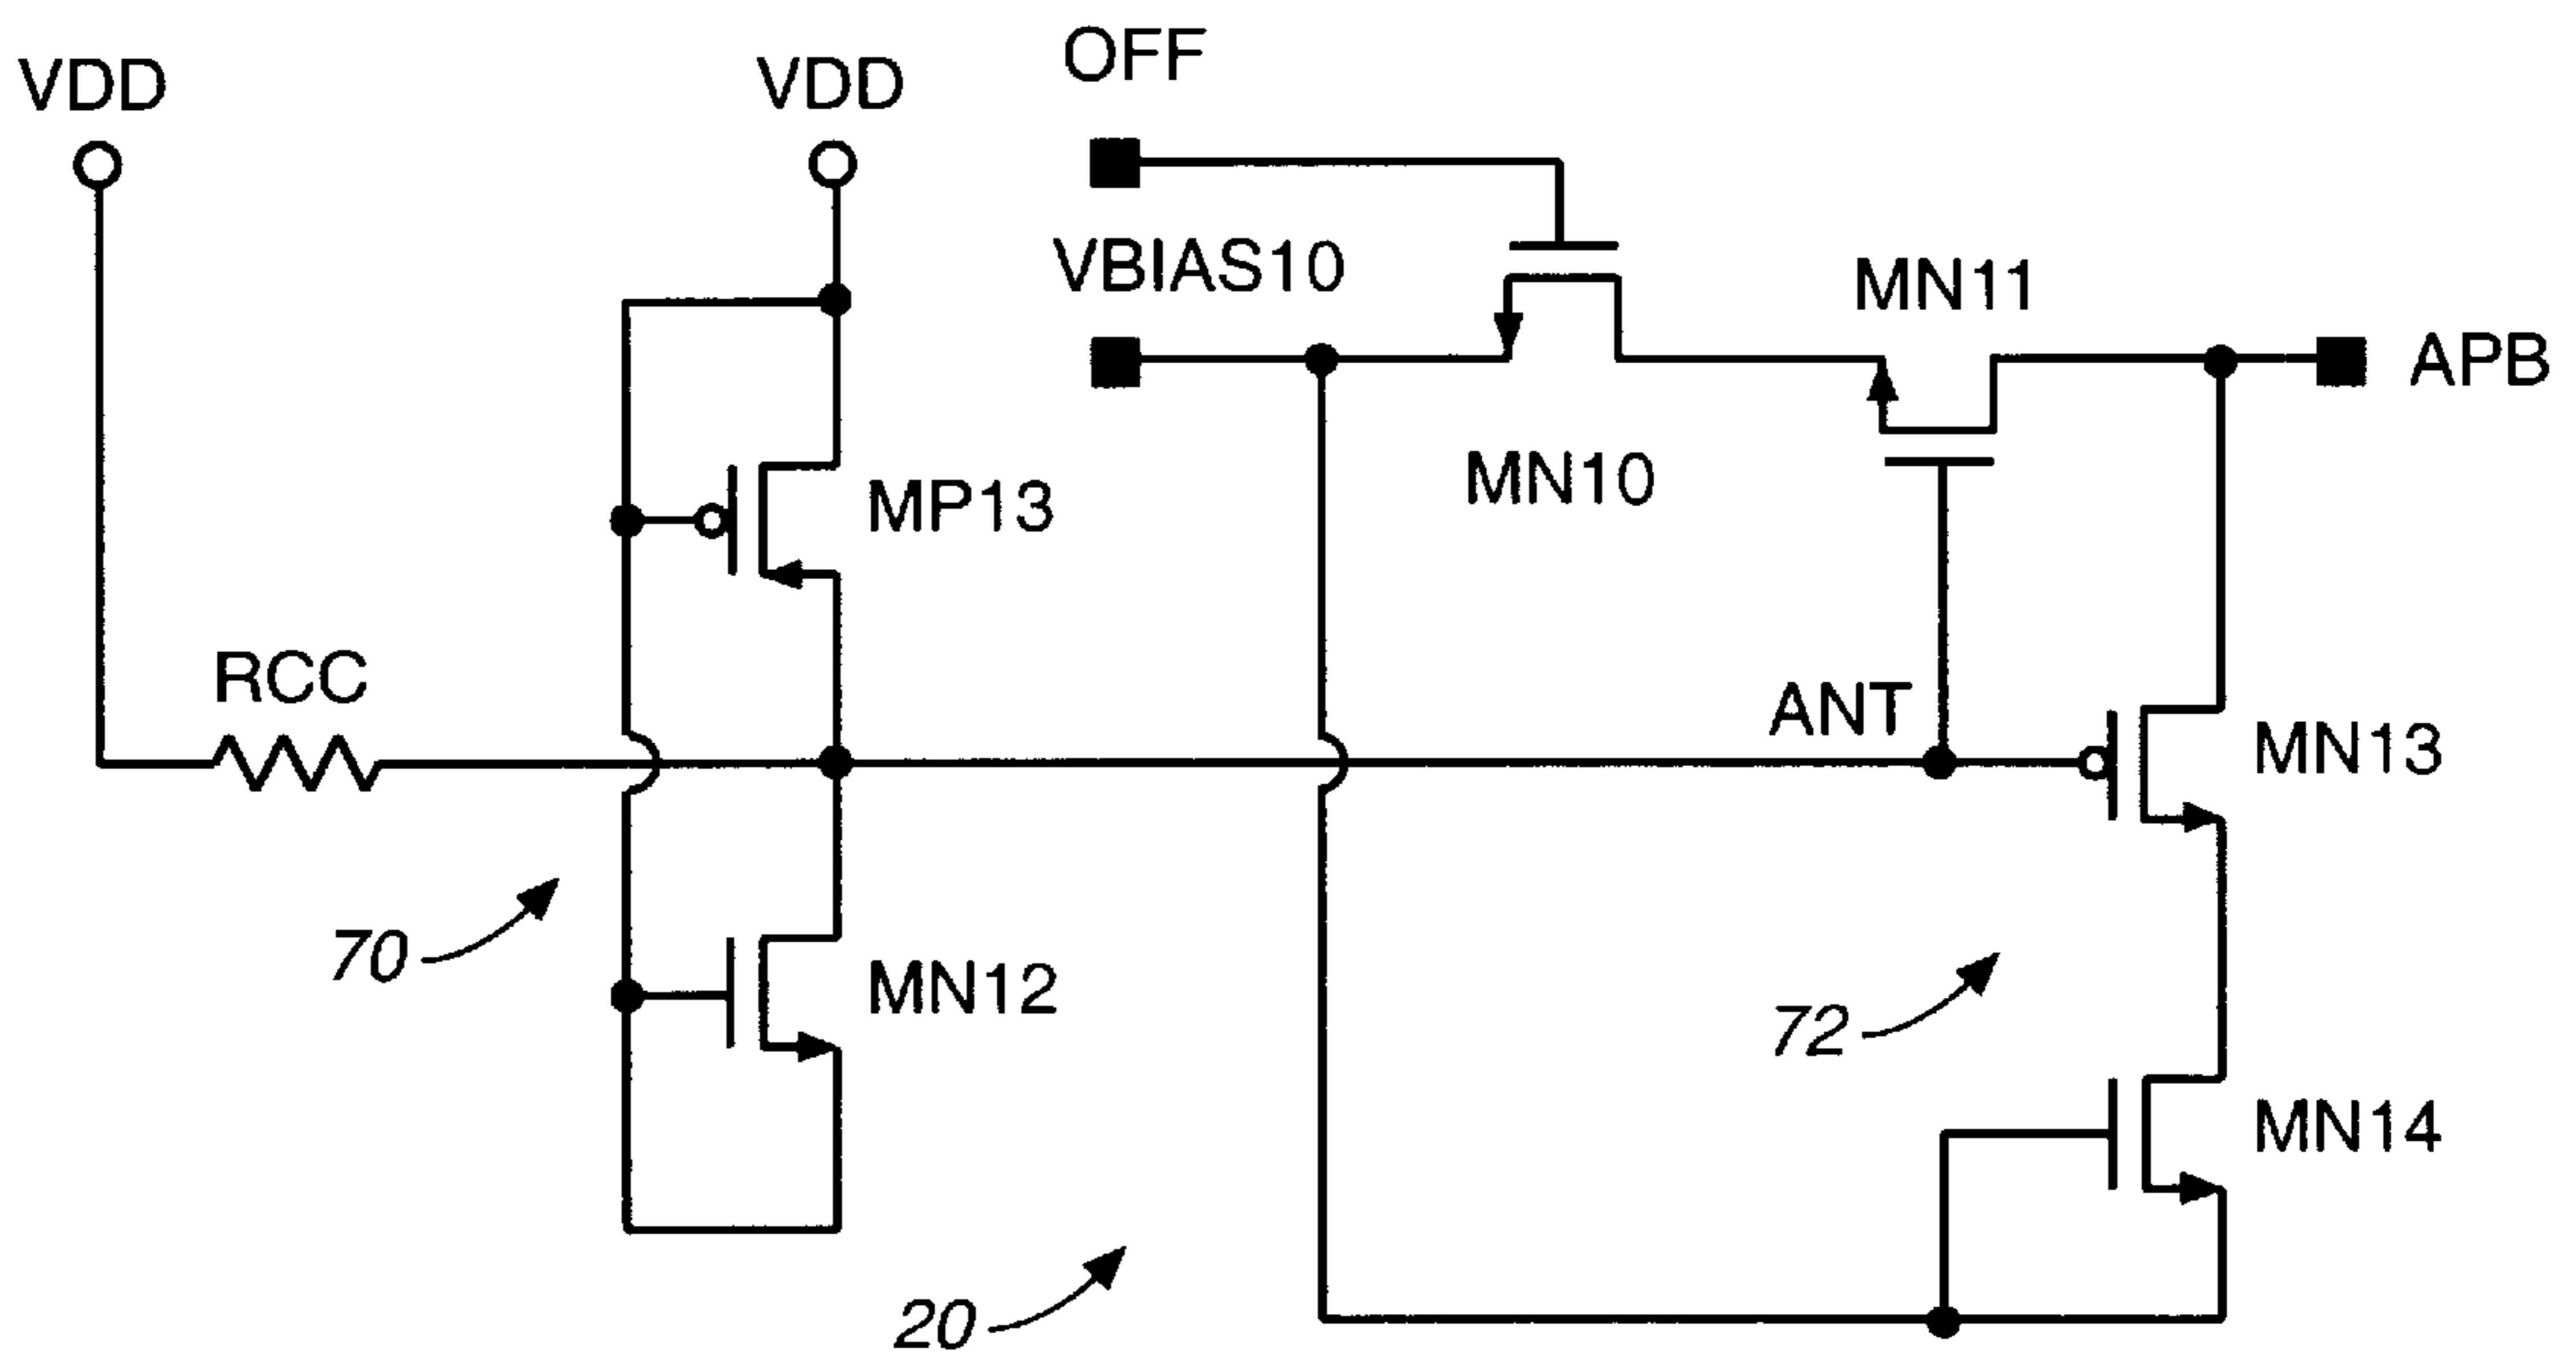 VDD
VDD
OFF
VBIAS10
MN11
APB
MN10
MP13
RCC
ANT
MN13
70
MN12
72
MN14
20